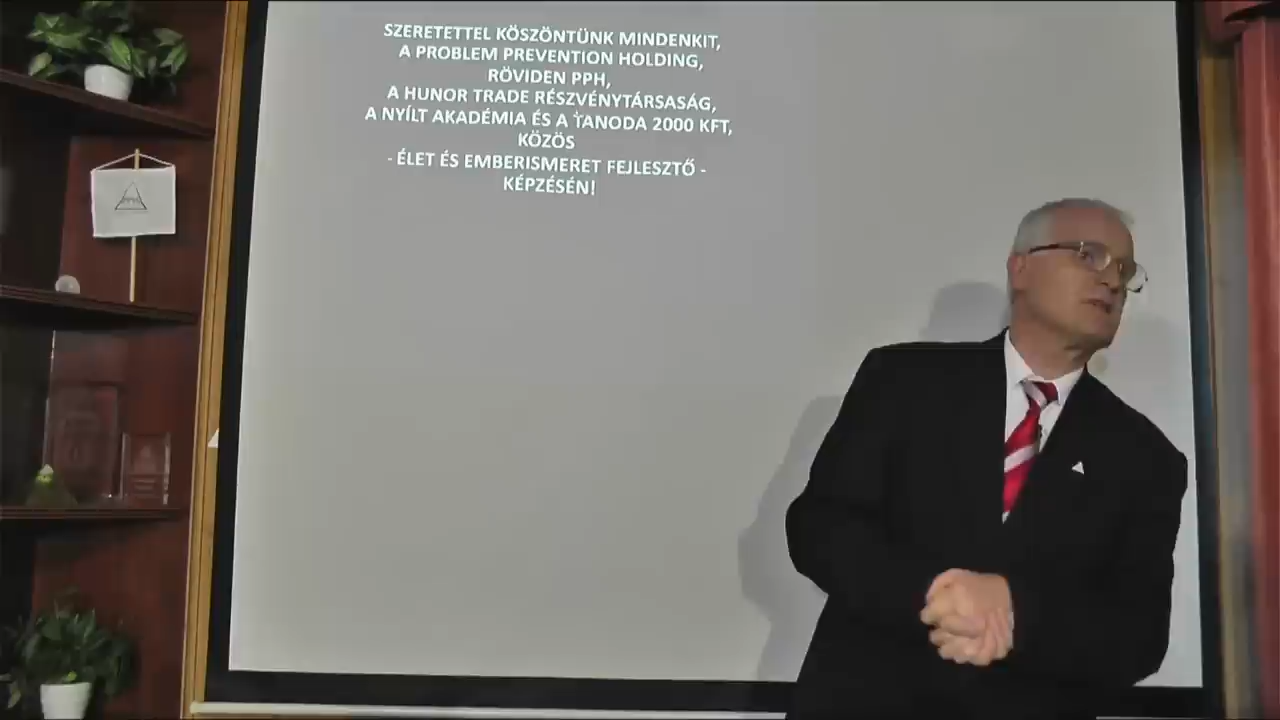 SZERETETTEL KÖSZÖNTÜNK MINDENKIT,
A PROBLEM PREVENTION HOLDING,
RÖVIDEN PPH,
A HUNOR TRADE RÉSZVÉNYTÁRSASÁG,
A NYÍLT AKADÉMIA ÉS A TANODA 2000 KFT,
KÖZÖS
- ÉLET ÉS EMBERISMERET FEJLESZTŐ -
KÉPZÉSÉN!